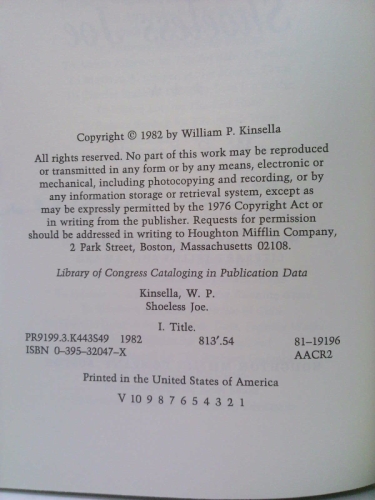 Copyright © 1982 by William P. Kinsella
All rights reserved. No part of this work may be reproduced
or transmitted in any form or by any means, electronic or
mechanical, including photocopying and recording, or by
any information storage or retrieval system, except as
may be expressly permitted by the 1976 Copyright Act or
in writing from the publisher. Requests for permission
should be addressed in writing to Houghton Mifflin Company,
2 Park Street, Boston, Massachusetts 02108.
Library of Congress Cataloging in Publication Data
Kinsella, W. P.
Shoeless Joe.
I. Title.
PR9199.3.K443S49 1982 813'.54 81-19196
ISBN 0-395-32047-X AACR2
Printed in the United States of America
V 10 9 8 7 6 5 4 3 2 1